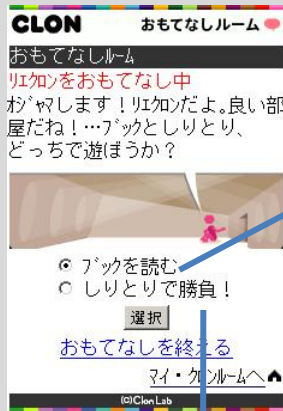 CLON
おもてなしルーム
おもてなしﾙｰﾑ
ﾘｴｸﾛﾝをおもてなし中
ｵｼﾞｬﾏします！ﾘｴｸﾛﾝだよ。良い部
屋だね！…ﾌﾞｯｸとしりとり、
どっちで遊ぼうか？
1
ﾌﾞｯｸを読む
しりとりで勝負！
選択
おもてなしを終える
マイ・クロンルームへ
(C)ClonLab